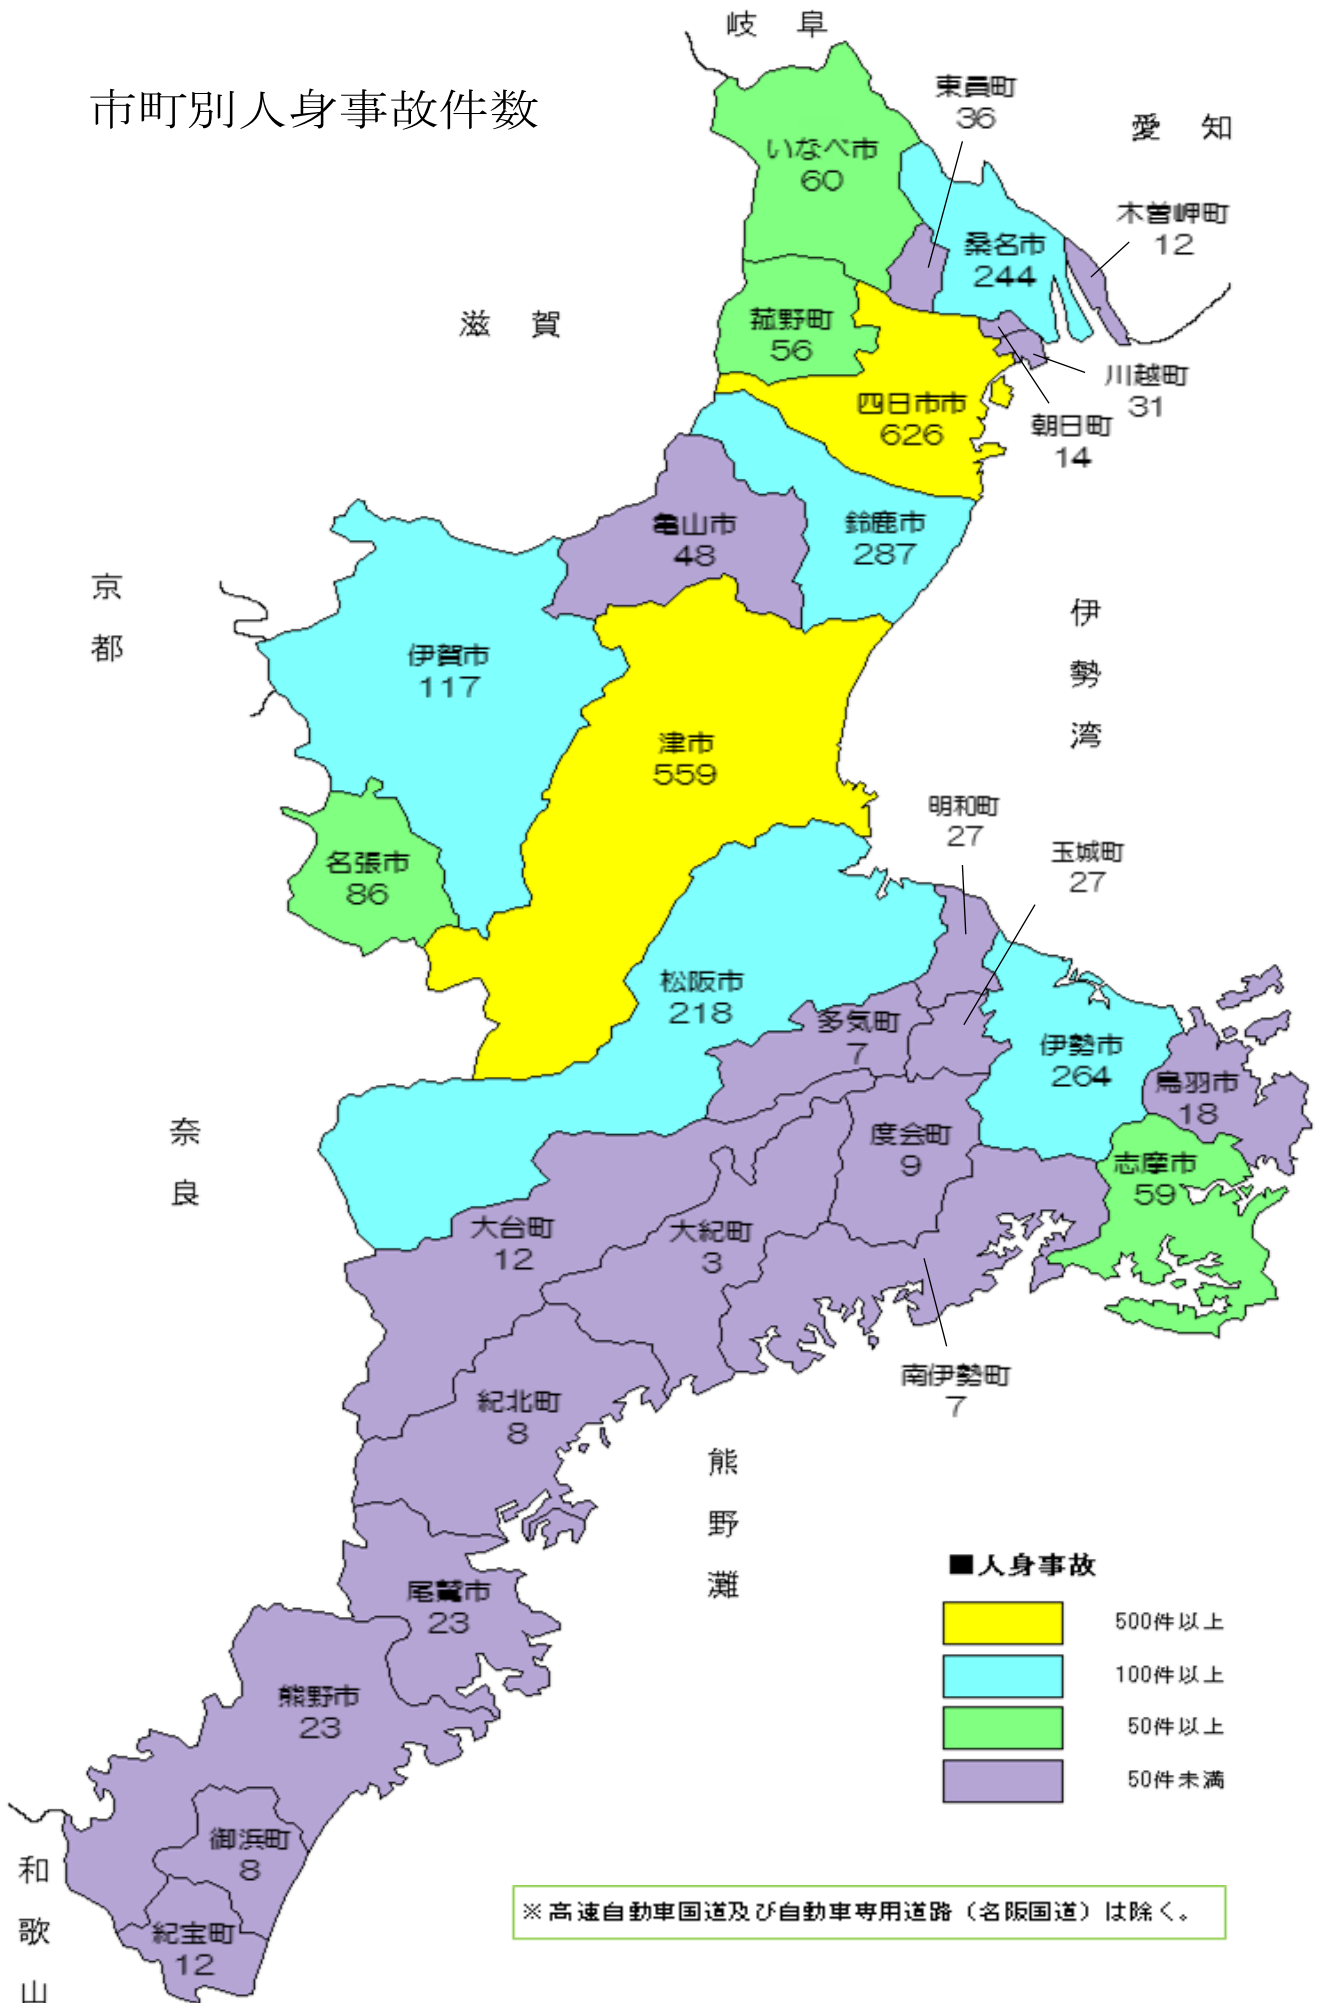 岐阜
市町別人身事故件数
東員町
36
愛知
いなべ市
60
木曽岬町
12
桑名市
244
滋賀
菰野町
56
川越町
31
四日市市
626
朝日町
14
亀山市
48
鈴鹿市
287
京都
伊勢湾
伊賀市
117
津市
559
明和町
27
玉城町
27
名張市
86
松阪市
218
多気町
7
伊勢市
264
鳥羽市
18
奈良
度会町
9
志摩市
59
大台町
12
大紀町
3
南伊勢町
7
紀北町
8
熊野灘
尾鷲市
23
熊野市
23
御浜町
8
和歌山
紀宝町
12
■人身事故
500件以上
100件以上
50件以上
50件未満
※高速自動車国道及び自動車専用道路（名阪国道）は除く。